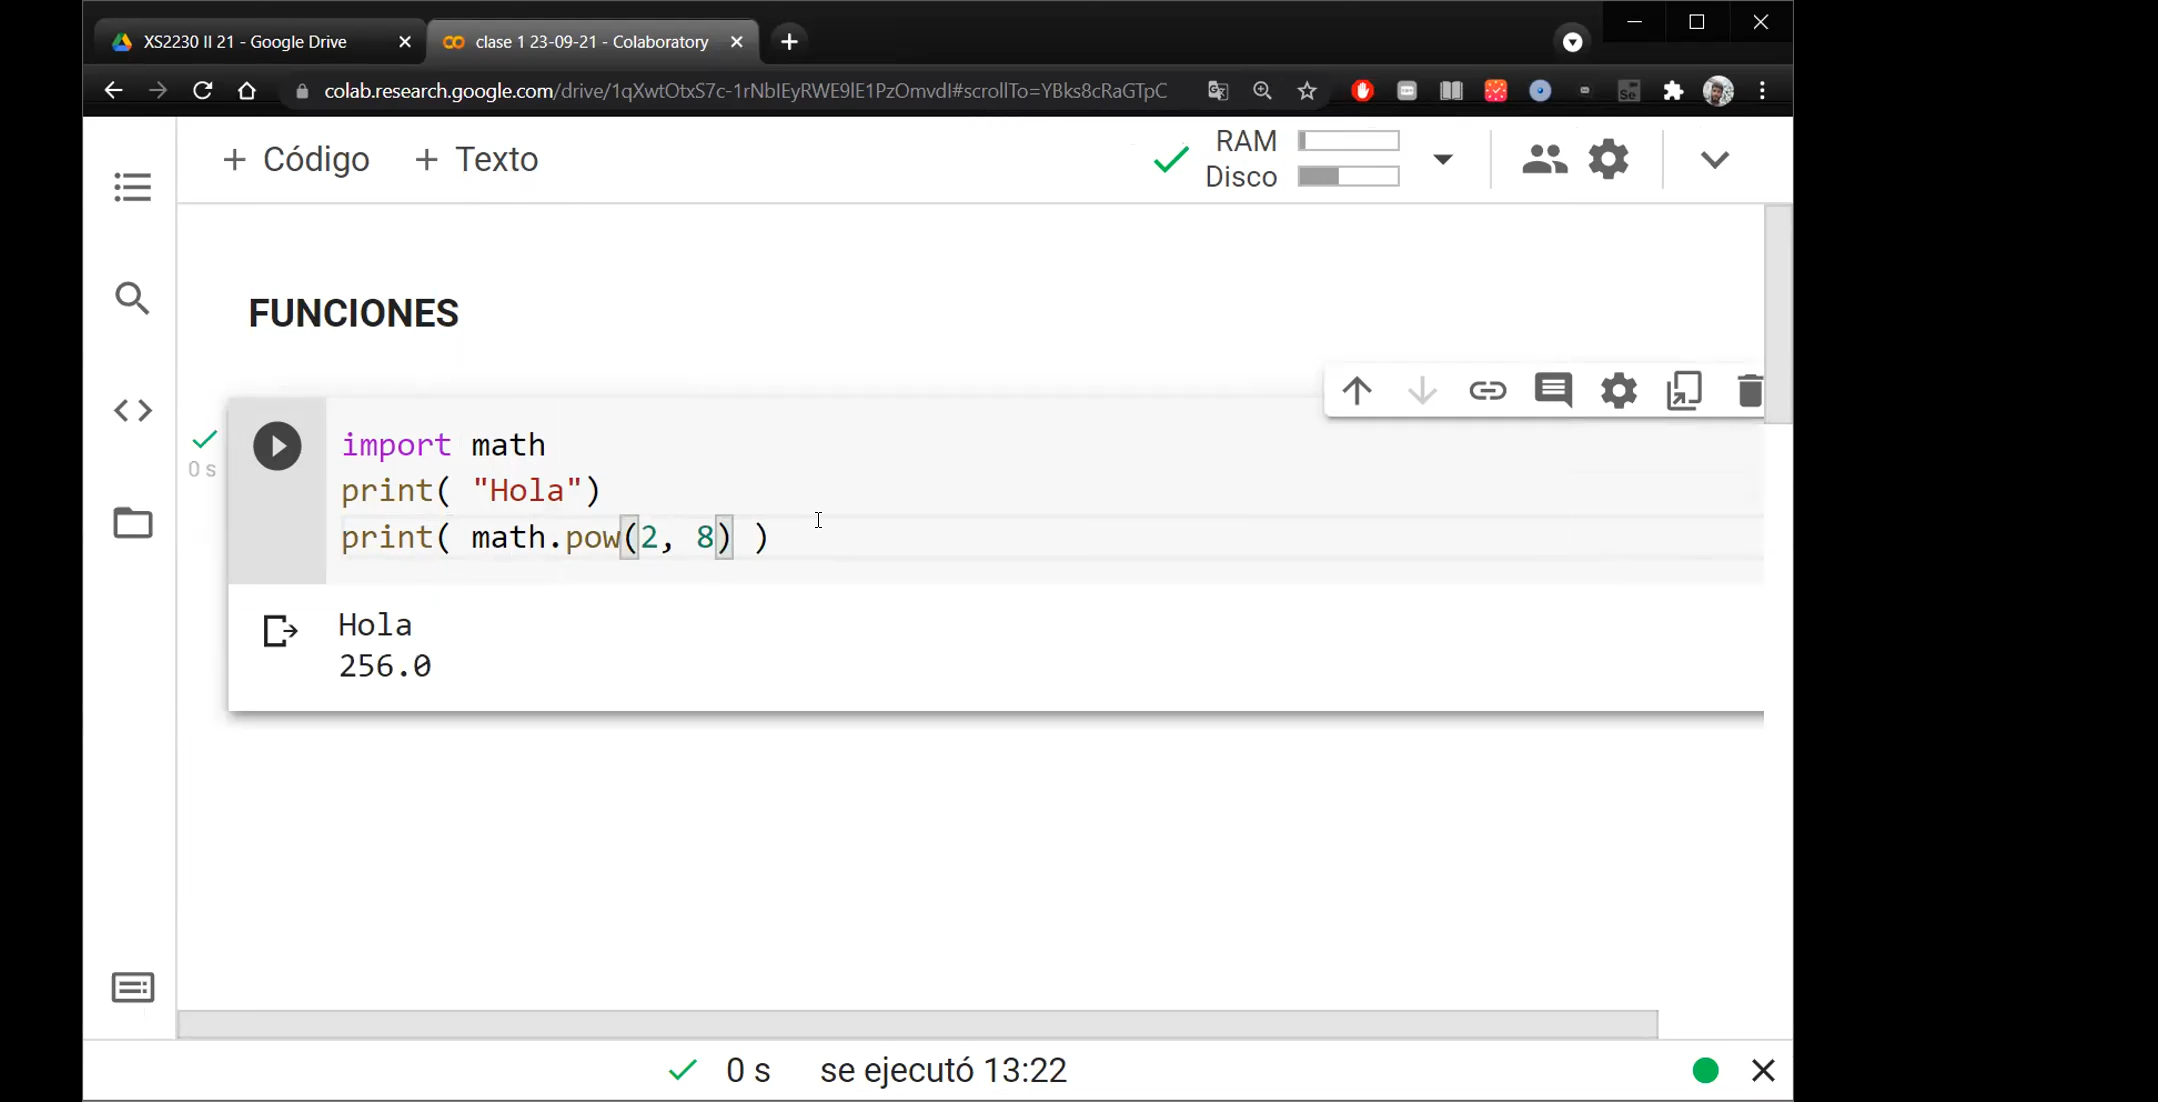 XS2230 II 21 - Google Drive
clase 1 23-09-21 - Colaboratory
colab.research.google.com/drive/1qXwtOtxS7c-1rNbIEyRWE9lE1PzOmvdI#scrollTo=YBks8cRaGTpC
+ Código + Texto
RAM
Disco
FUNCIONES
0 s
import math
print( "Hola")
print( math.pow(2, 8) )
Hola
256.0
0 s se ejecutó 13:22